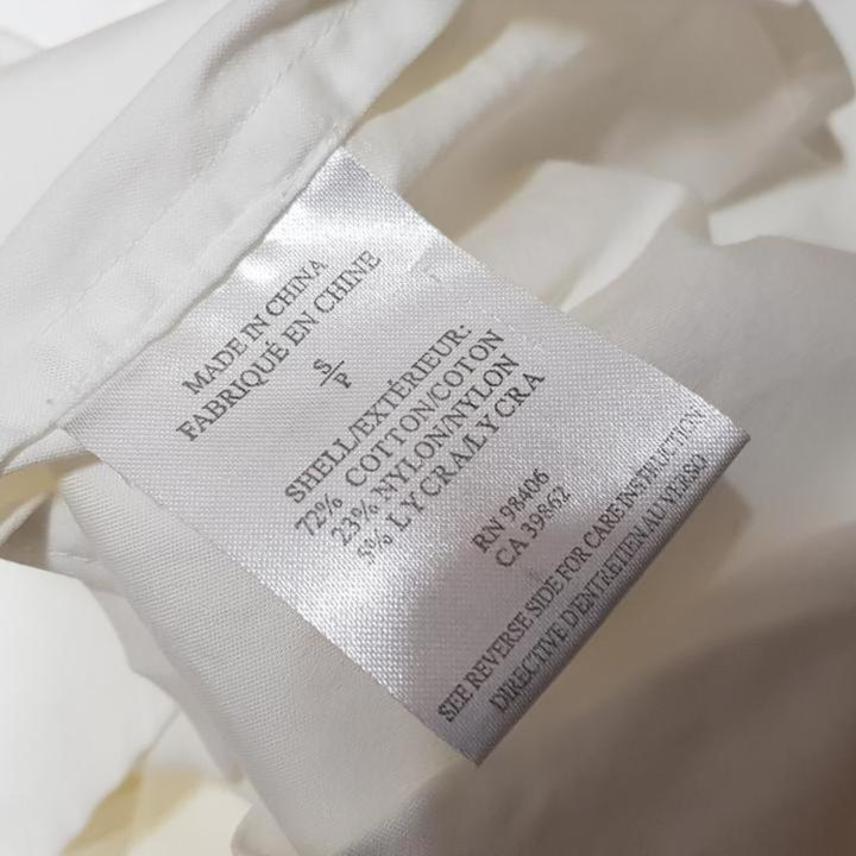 MADE IN CHINA
FABRIQUÉ EN CHINE
S
P
SHELL/EXTÉRIEUR:
72% COTTON/COTON
23% NYLON/NYLON
5% LYCRA/LYCRA
RN 98406
CA 39862
SEE REVERSE SIDE FOR CARE INSTRUCTION
DIRECTIVE D'ENTRETIEN AU VERSO